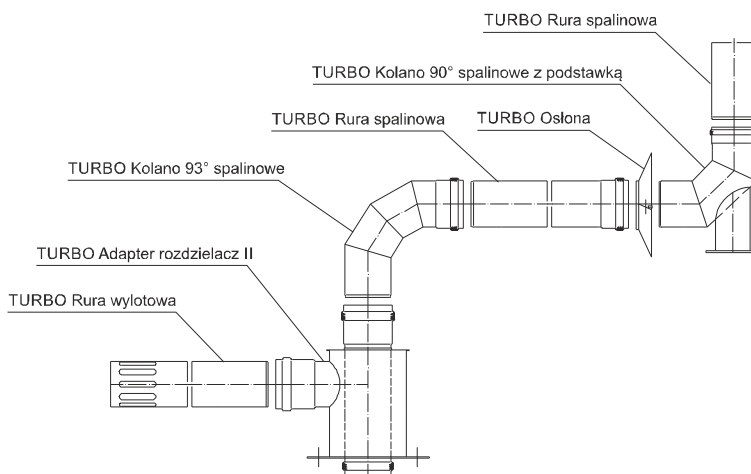 TURBO Rura spalinowa
TURBO Kolano 90° spalinowe z podstawką
TURBO Rura spalinowa
TURBO Osłona
TURBO Kolano 93° spalinowe
TURBO Adapter rozdzielacz II
TURBO Rura wylotowa